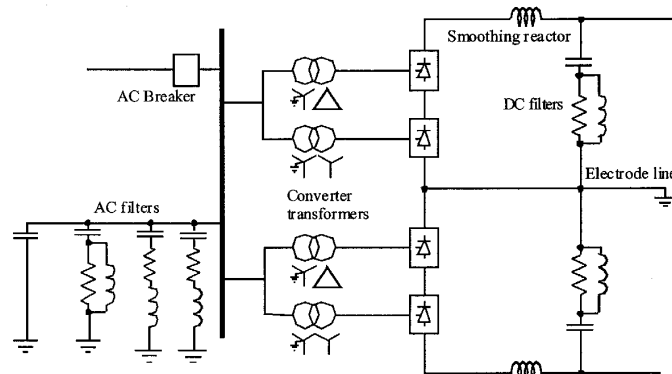 Smoothing reactor
AC Breaker
DC filters
Electrode line
AC filters
Converter
transformers